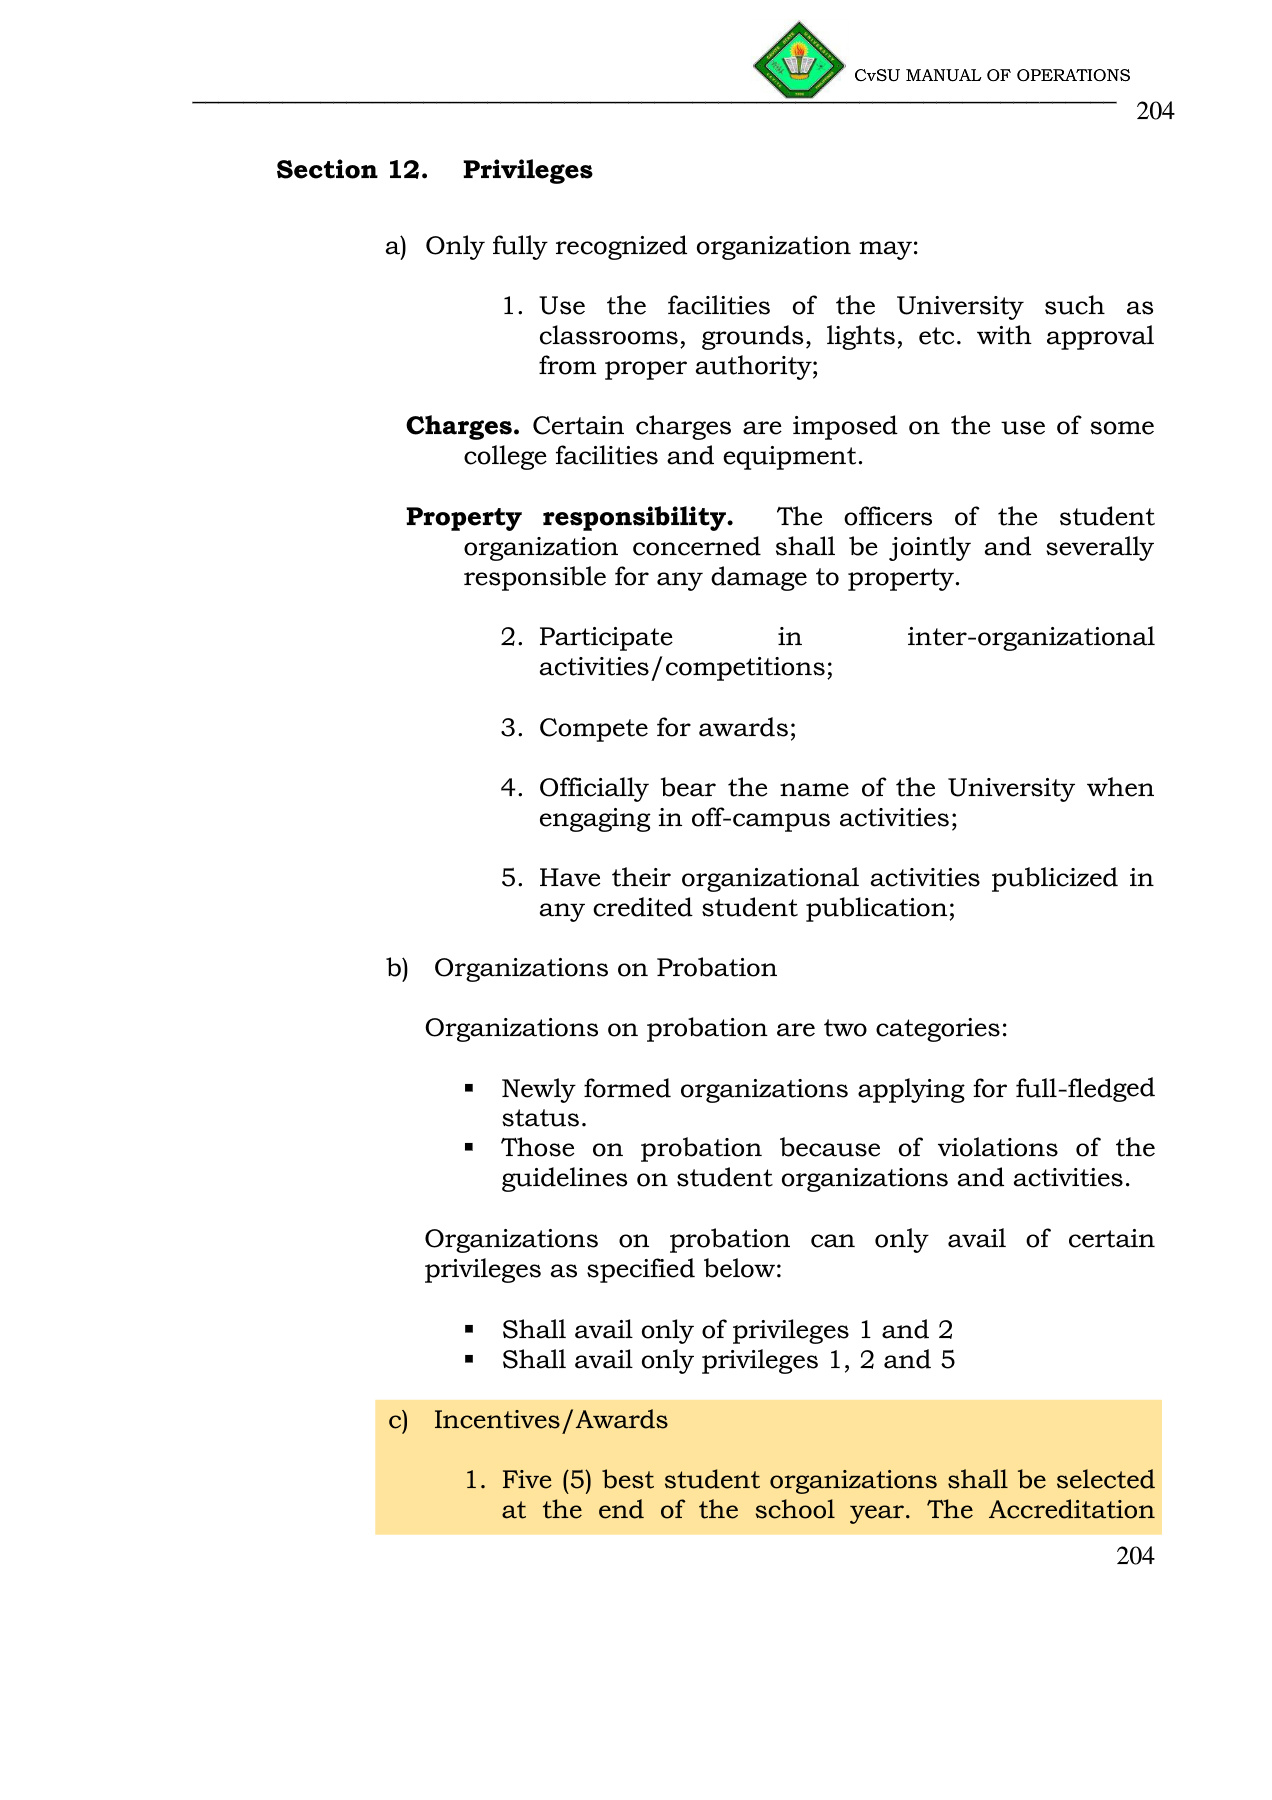 CvSU MANUAL OF OPERATIONS
204
Section 12. Privileges
a) Only fully recognized organization may:
1. Use the facilities of the University such as
classrooms, grounds, lights, etc. with approval
from proper authority;
Charges. Certain charges are imposed on the use of some
college facilities and equipment.
Property responsibility. The officers of the student
organization concerned shall be jointly and severally
responsible for any damage to property.
2. Participate in inter-organizational
activities/competitions;
3. Compete for awards;
4. Officially bear the name of the University when
engaging in off-campus activities;
5. Have their organizational activities publicized in
any credited student publication;
b) Organizations on Probation
Organizations on probation are two categories:
▪ Newly formed organizations applying for full-fledged
status.
▪ Those on probation because of violations of the
guidelines on student organizations and activities.
Organizations on probation can only avail of certain
privileges as specified below:
▪ Shall avail only of privileges 1 and 2
▪ Shall avail only privileges 1, 2 and 5
c) Incentives/Awards
1. Five (5) best student organizations shall be selected
at the end of the school year. The Accreditation
204